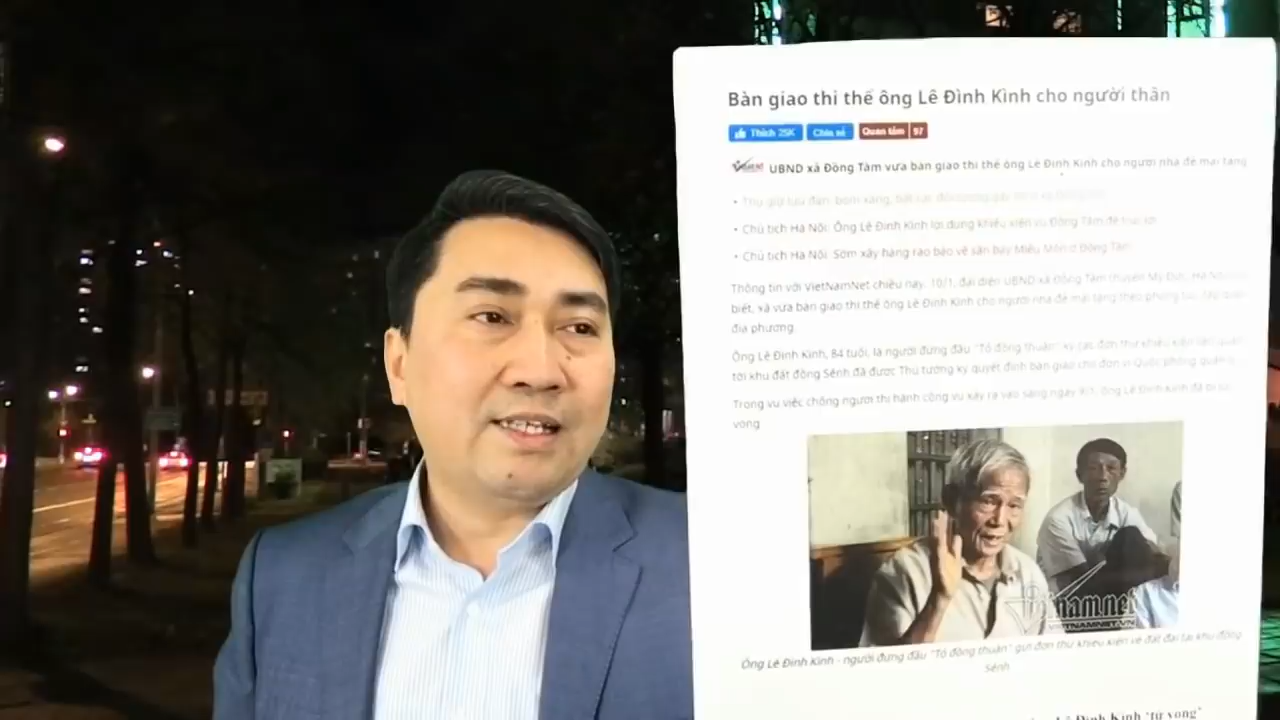 Bàn giao thi thể ông Lê Đình Kình cho người thân
Thích 25K Chia sẻ Quan tâm 97
UBND xã Đồng Tâm vừa bàn giao thi thể ông Lê Đình Kình cho người nhà để mai táng
• Chủ tịch Hà Nội: Ông Lê Đình Kình lợi dụng khiếu kiện vụ Đồng Tâm để
• Chủ tịch Hà Nội: Sớm xây hàng rào bảo vệ sân bay Miếu Môn ở Đồng Tâm
Thông tin với VietNamNet chiều nay, 10/1, đại diện UBND xã Đồng Tâm (huyện Mỹ Đức, Hà Nội)
biết, xã vừa bàn giao thi thể ông Lê Đình Kình cho người nhà để mai táng theo phong tục, tập quán
địa phương.
Ông Lê Đình Kình, 84 tuổi, là người đứng đầu "Tổ đồng thuận" ký các đơn thư khiếu kiện liên quan
tới khu đất đồng Sênh đã được Thủ tướng ký quyết định bàn giao cho đơn vị Quốc phòng quản
Trong vụ việc chống người thi hành công vụ xảy ra vào sáng ngày 9/1, ông Lê Đình Kình đã bị tử
vong.
vietnamnet
VIETNAMNET.VN
Ông Lê Đình Kình - người đứng đầu "Tổ đồng thuận" gửi đơn thư khiếu kiện về đất đai tại khu đồng
Sênh
Lê Đình Kình 'tử vong'